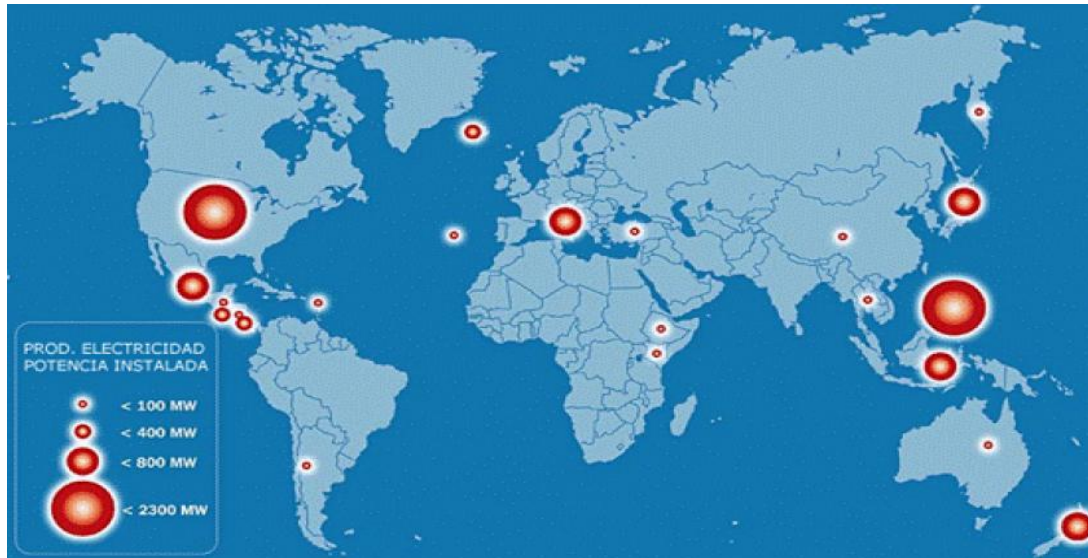 PROD. ELECTRICIDAD
POTENCIA INSTALADA
< 100 MW
< 400 MW
< 800 MW
< 2300 MW